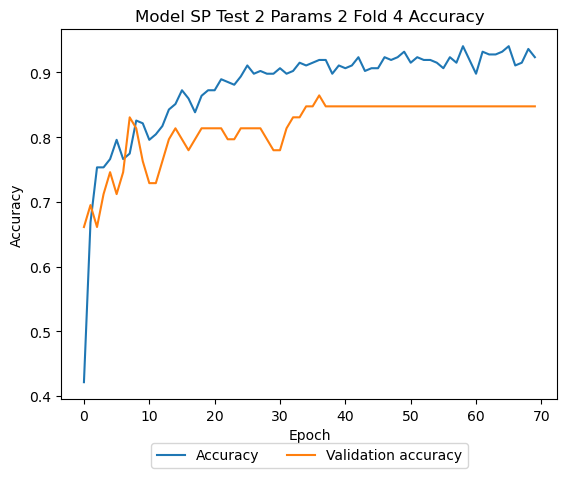 Model SP Test 2 Params 2 Fold 4 Accuracy
Accuracy
0.9
0.8
0.7
0.6
0.5
0.4
0 10 20 30 40 50 60 70
Epoch
Accuracy Validation accuracy